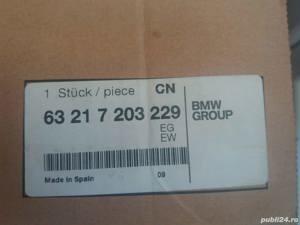 1 Stück / piece CN
63 21 7 203 229
EG
EW
BMW
GROUP
Made in Spain 09
publi24.ro